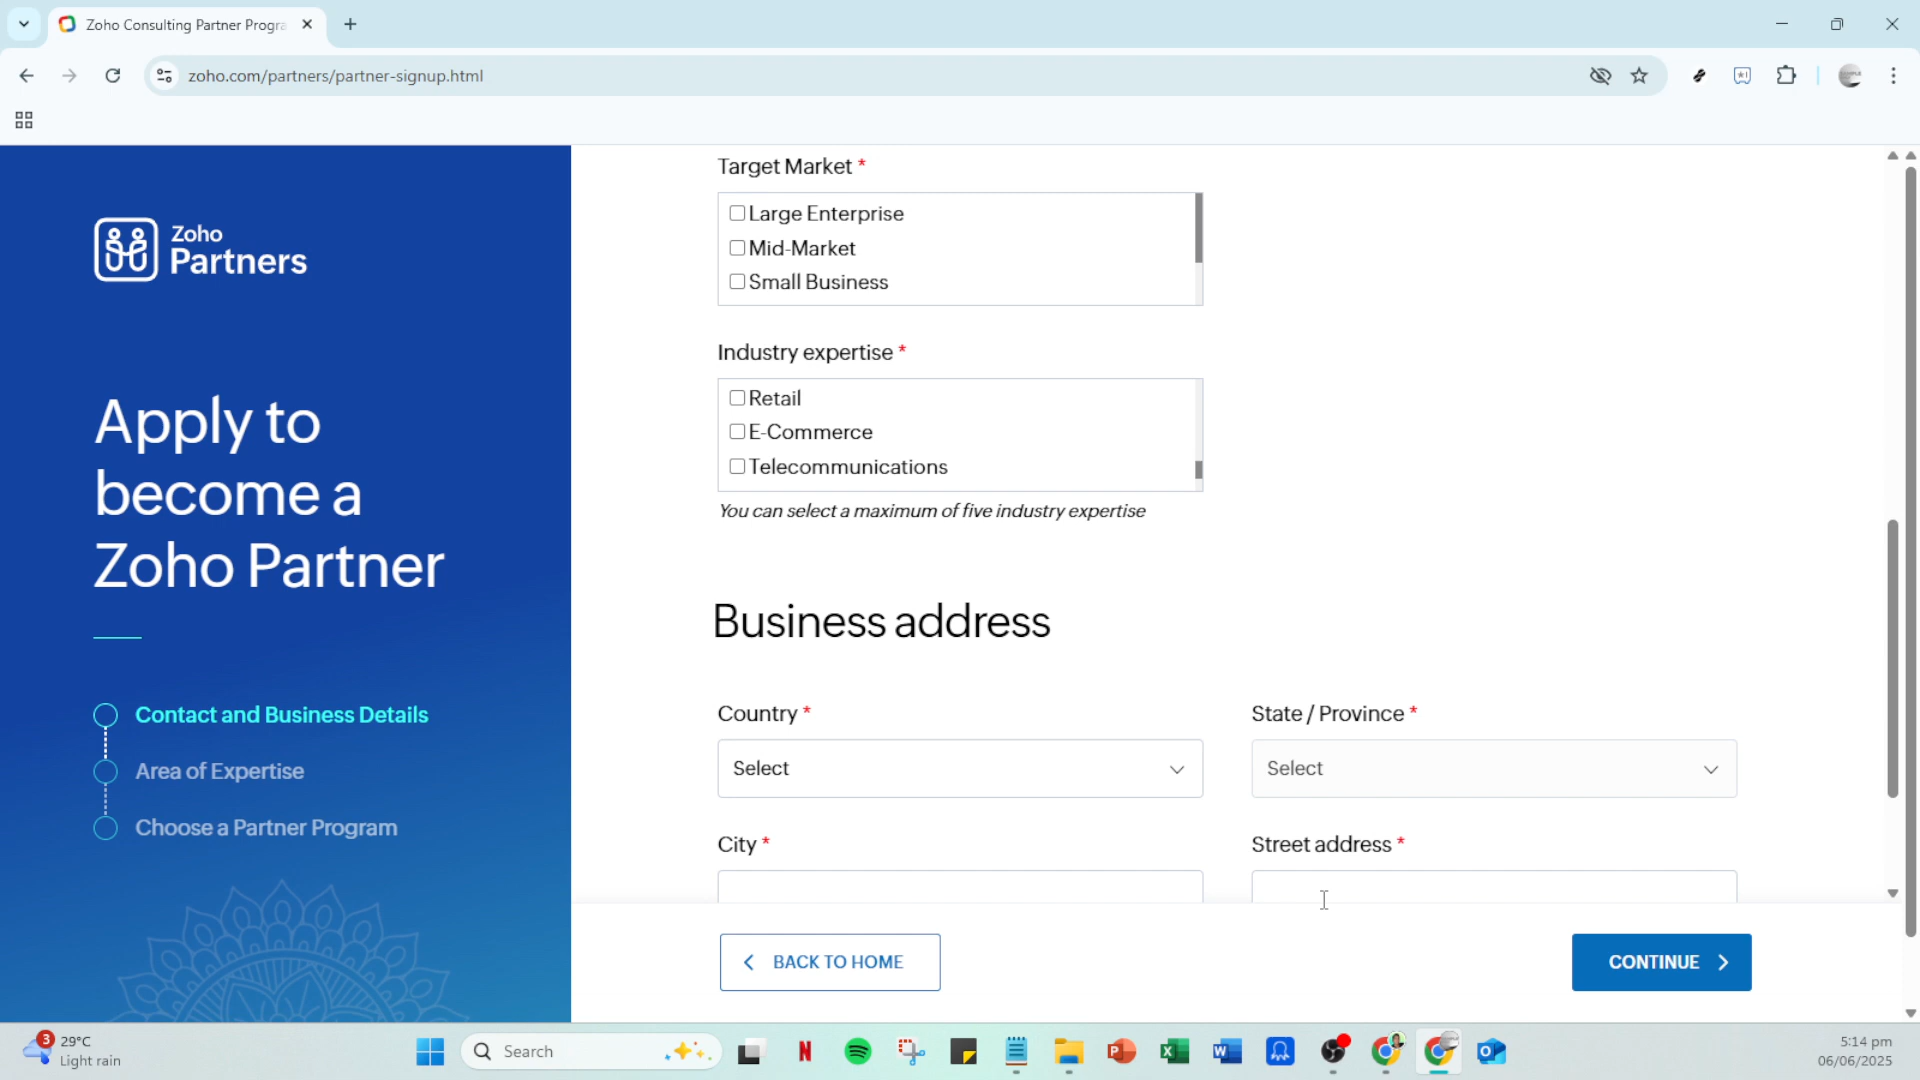 Zoho Consulting Partner Progra
zoho.com/partners/partner-signup.html
Zoho
Partners
Apply to
become a
Zoho Partner
Contact and Business Details
Area of Expertise
Choose a Partner Program
Target Market *
Large Enterprise
Mid-Market
Small Business
Industry expertise *
Retail
E-Commerce
Telecommunications
You can select a maximum of five industry expertise
Business address
Country *
State / Province *
Select
Select
City *
Street address *
BACK TO HOME
CONTINUE
3
29°C
Light rain
Search
5:14 pm
06/06/2025